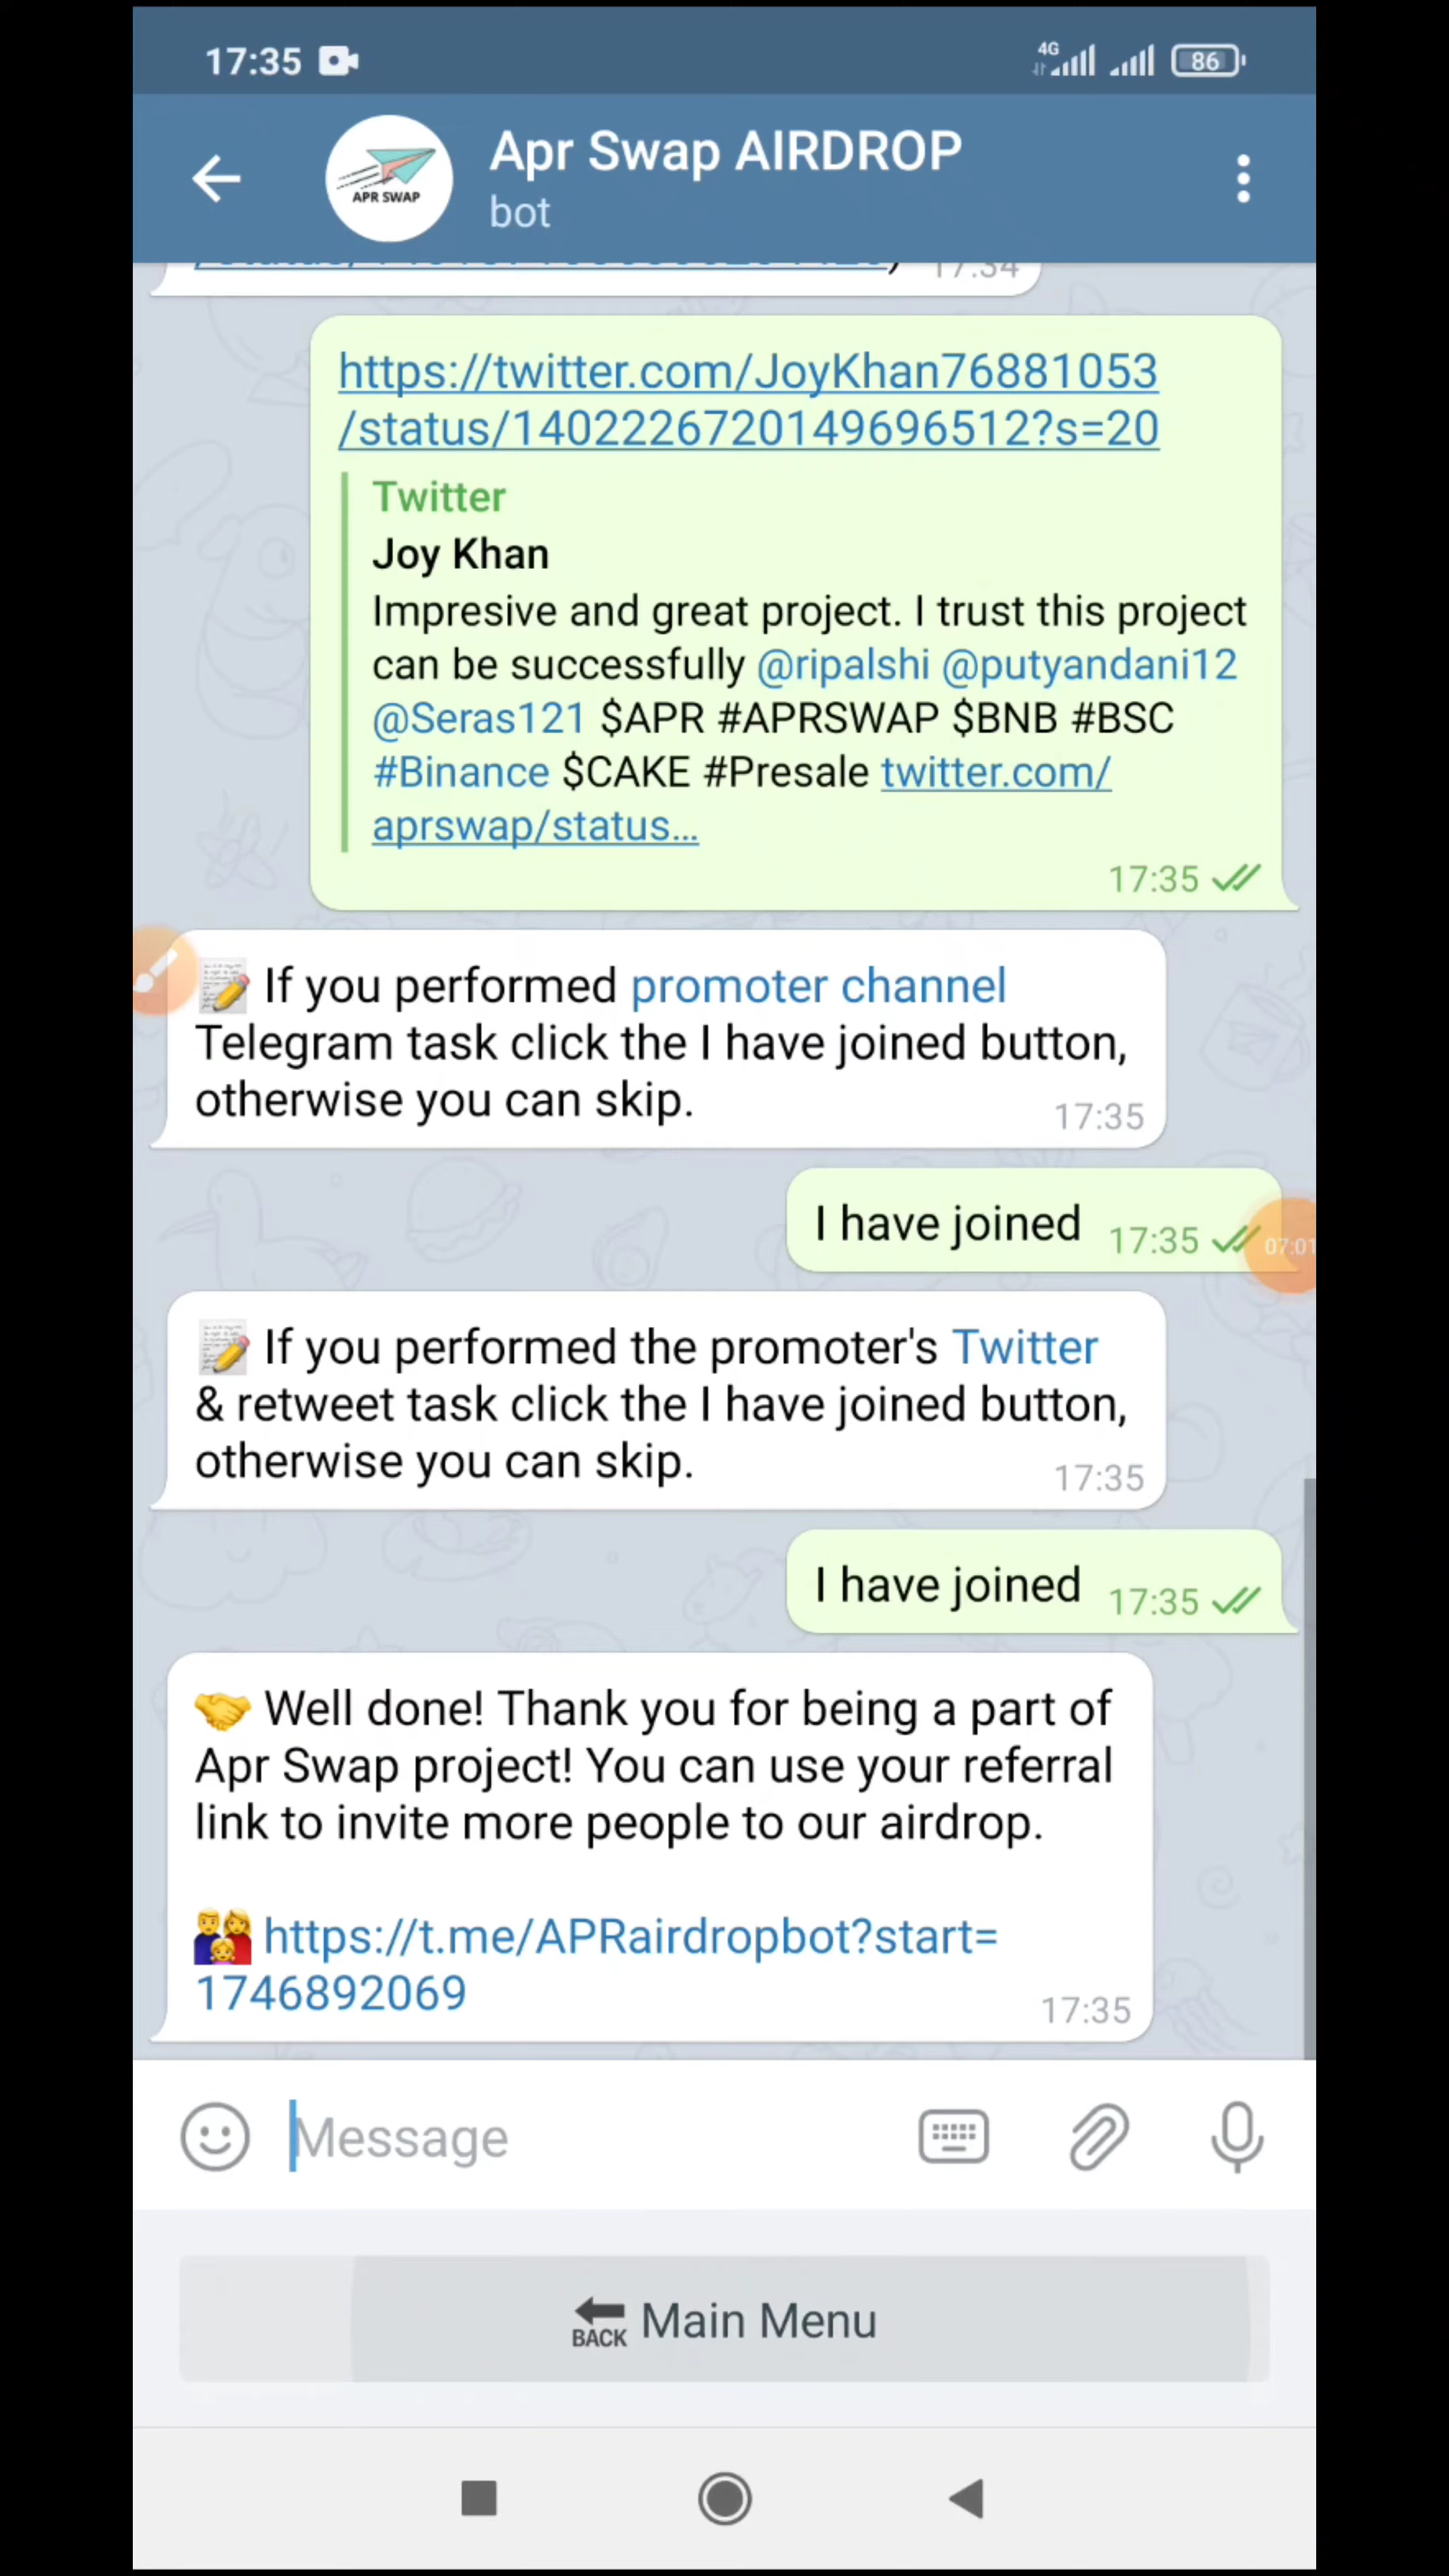 17:35 4G 86
Apr Swap AIRDROP
APR SWAP
bot
17:34
https://twitter.com/JoyKhan76881053
/status/1402226720149696512?s=20
Twitter
Joy Khan
Impresive and great project. I trust this project
can be successfully @ripalshi @putyandani12
@Seras121 $APR #APRSWAP $BNB #BSC
#Binance $CAKE #Presale twitter.com/
aprswap/status...
17:35
If you performed promoter channel
Telegram task click the I have joined button,
otherwise you can skip. 17:35
I have joined 17:35
07:01
If you performed the promoter's Twitter
& retweet task click the I have joined button,
otherwise you can skip. 17:35
I have joined 17:35
Well done! Thank you for being a part of
Apr Swap project! You can use your referral
link to invite more people to our airdrop.
https://t.me/APRairdropbot?start=
1746892069 17:35
Message
BACK Main Menu